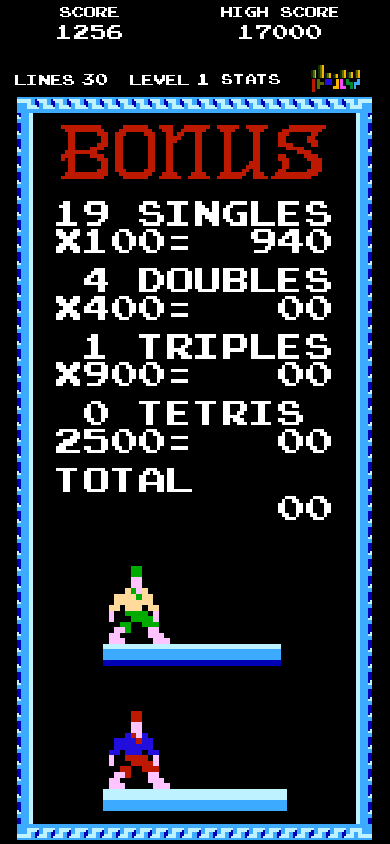 SCORE HIGH SCORE
1256 17000
LINES 30 LEVEL 1 STATS
BONUS
19 SINGLES
X100= 940
4 DOUBLES
X400= 00
1 TRIPLES
X900= 00
0 TETRIS
2500= 00
TOTAL
00